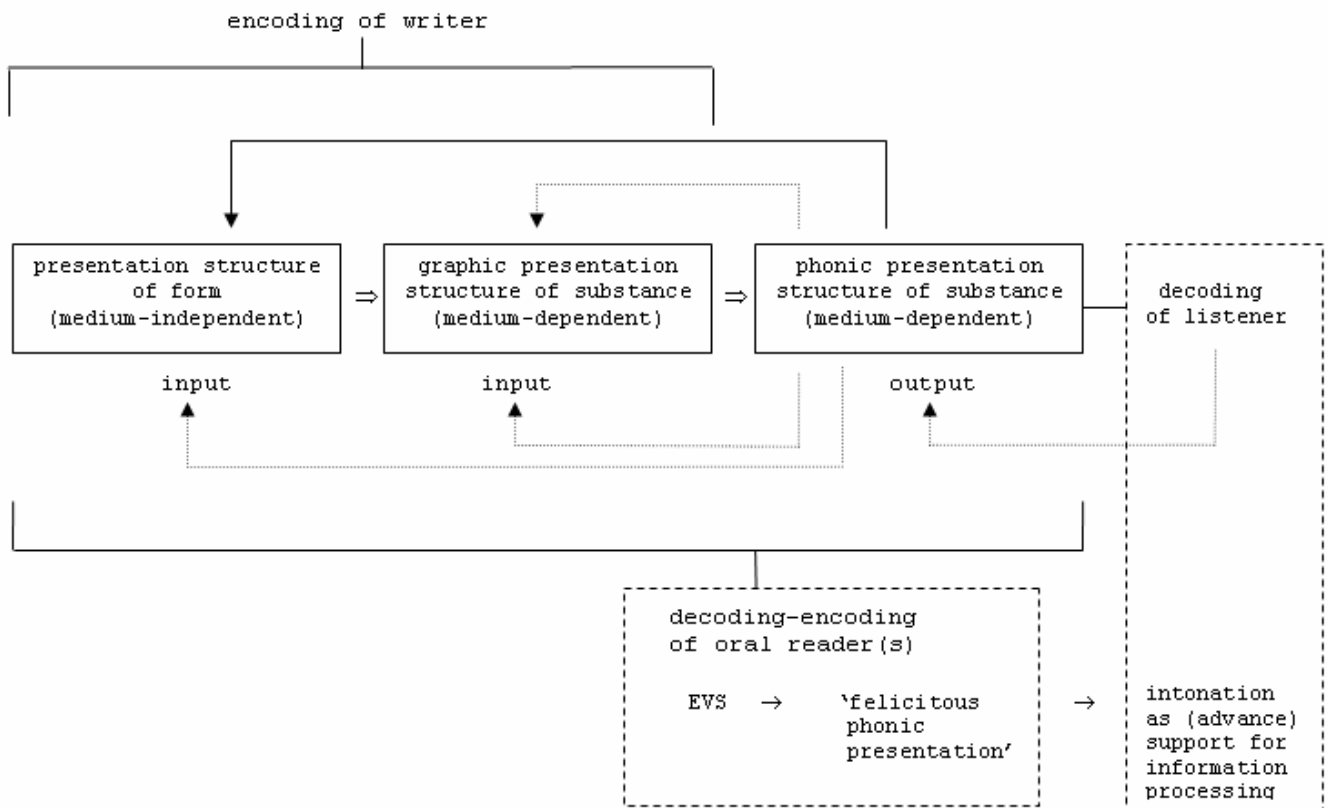 encoding of writer
presentation structure
of form
(medium-independent)
⇒
graphic presentation
structure of substance
(medium-dependent)
⇒
phonic presentation
structure of substance
(medium-dependent)
decoding
of listener
input
input
output
decoding-encoding
of oral reader(s)
EVS → ‘felicitous
phonic
presentation’
→
intonation
as (advance)
support for
information
processing